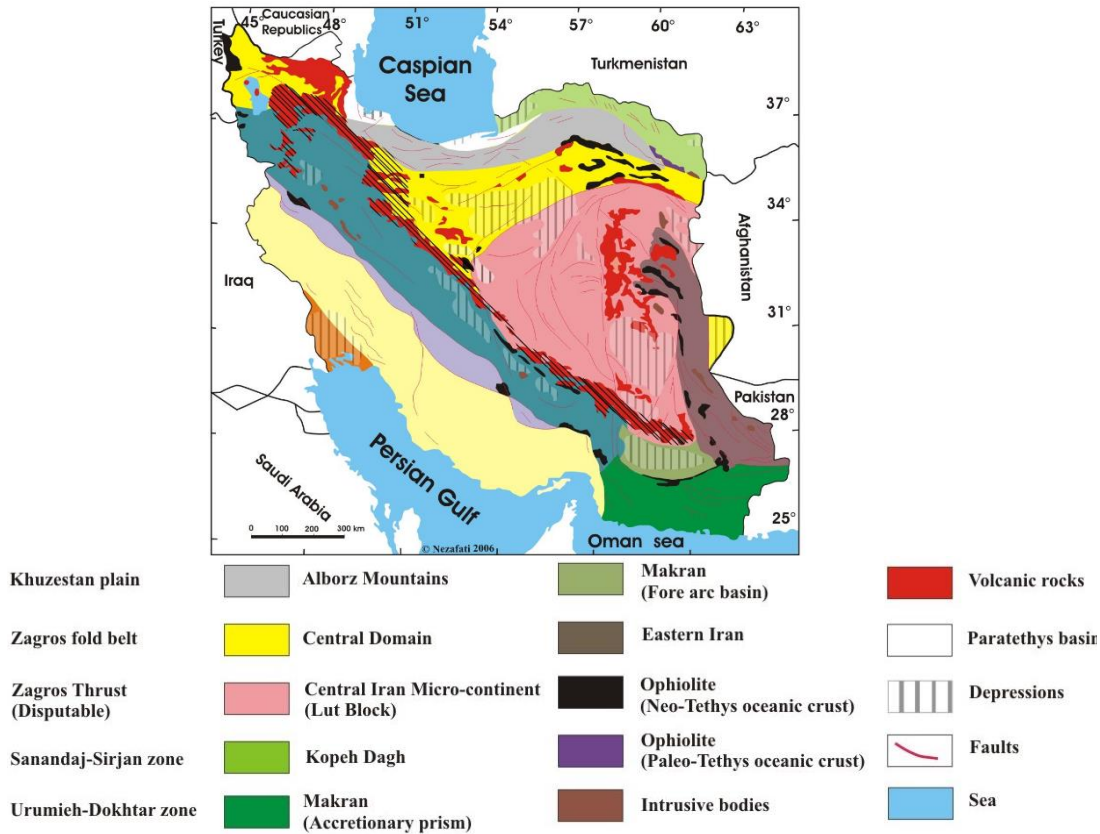 45° Caucasian 48° 51° 54° 57° 60° 63°
Republics
Turkey
Caspian
Sea
Turkmenistan
37°
34°
Afghanistan
Iraq
31°
Pakistan
28°
Persian Gulf
Saudi Arabia
25°
0 100 200 300 km
© Nezafati 2006
Oman sea
Khuzestan plain
Alborz Mountains
Makran
(Fore arc basin)
Volcanic rocks
Zagros fold belt
Central Domain
Eastern Iran
Paratethys basin
Zagros Thrust
(Disputable)
Central Iran Micro-continent
(Lut Block)
Ophiolite
(Neo-Tethys oceanic crust)
Depressions
Sanandaj-Sirjan zone
Kopeh Dagh
Ophiolite
(Paleo-Tethys oceanic crust)
Faults
Urumieh-Dokhtar zone
Makran
(Accretionary prism)
Intrusive bodies
Sea